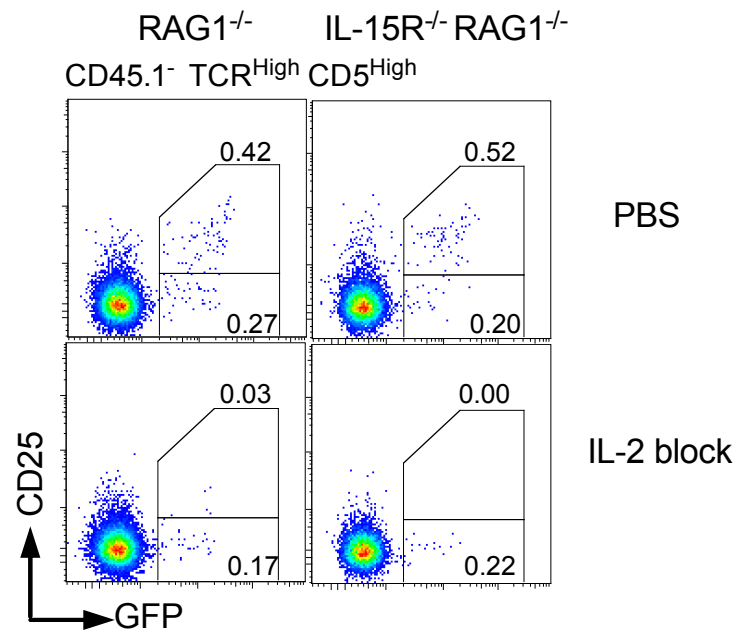 RAG1-/- IL-15R-/- RAG1-/-
CD45.1- TCRHigh CD5High
0.42 0.52
PBS
0.27 0.20
0.03 0.00
IL-2 block
CD25
0.17 0.22
GFP